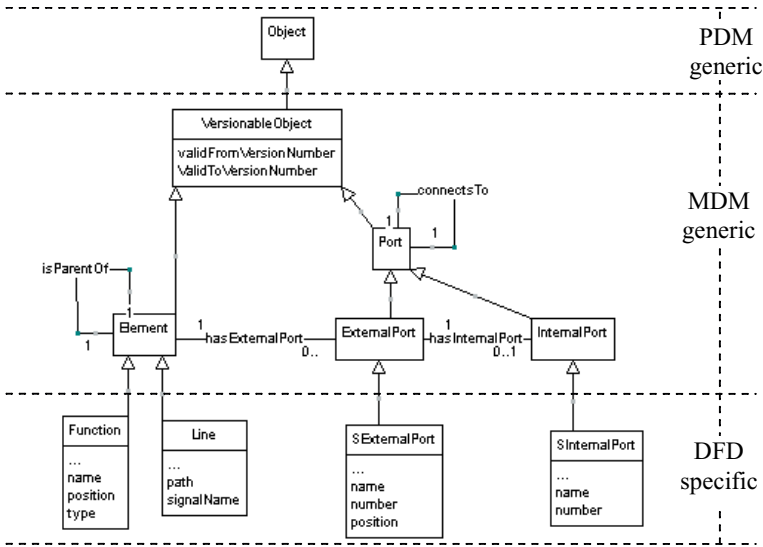 Object
PDM
generic
VersionableObject
validFromVersionNumber
ValidToVersionNumber
connectsTo
1
1
Port
MDM
generic
isParentOf
1
1
Element
1
hasExternalPort
0..
ExternalPort
1
hasInternalPort
0..1
InternalPort
Function
...
name
position
type
Line
...
path
signalName
SExternalPort
...
name
number
position
SInternalPort
...
name
number
DFD
specific